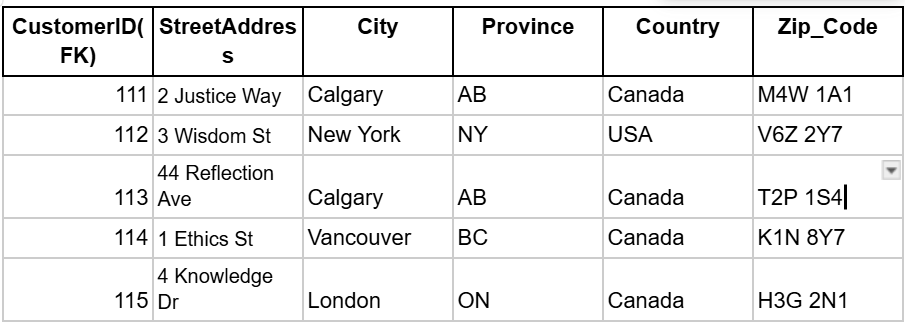 CustomerID( StreetAddres City Province Country Zip_Code
FK) s
111 2 Justice Way Calgary AB Canada M4W 1A1
112 3 Wisdom St New York NY USA V6Z 2Y7
44 Reflection
113 Ave Calgary AB Canada T2P 1S4
114 1 Ethics St Vancouver BC Canada K1N 8Y7
4 Knowledge
115 Dr London ON Canada H3G 2N1